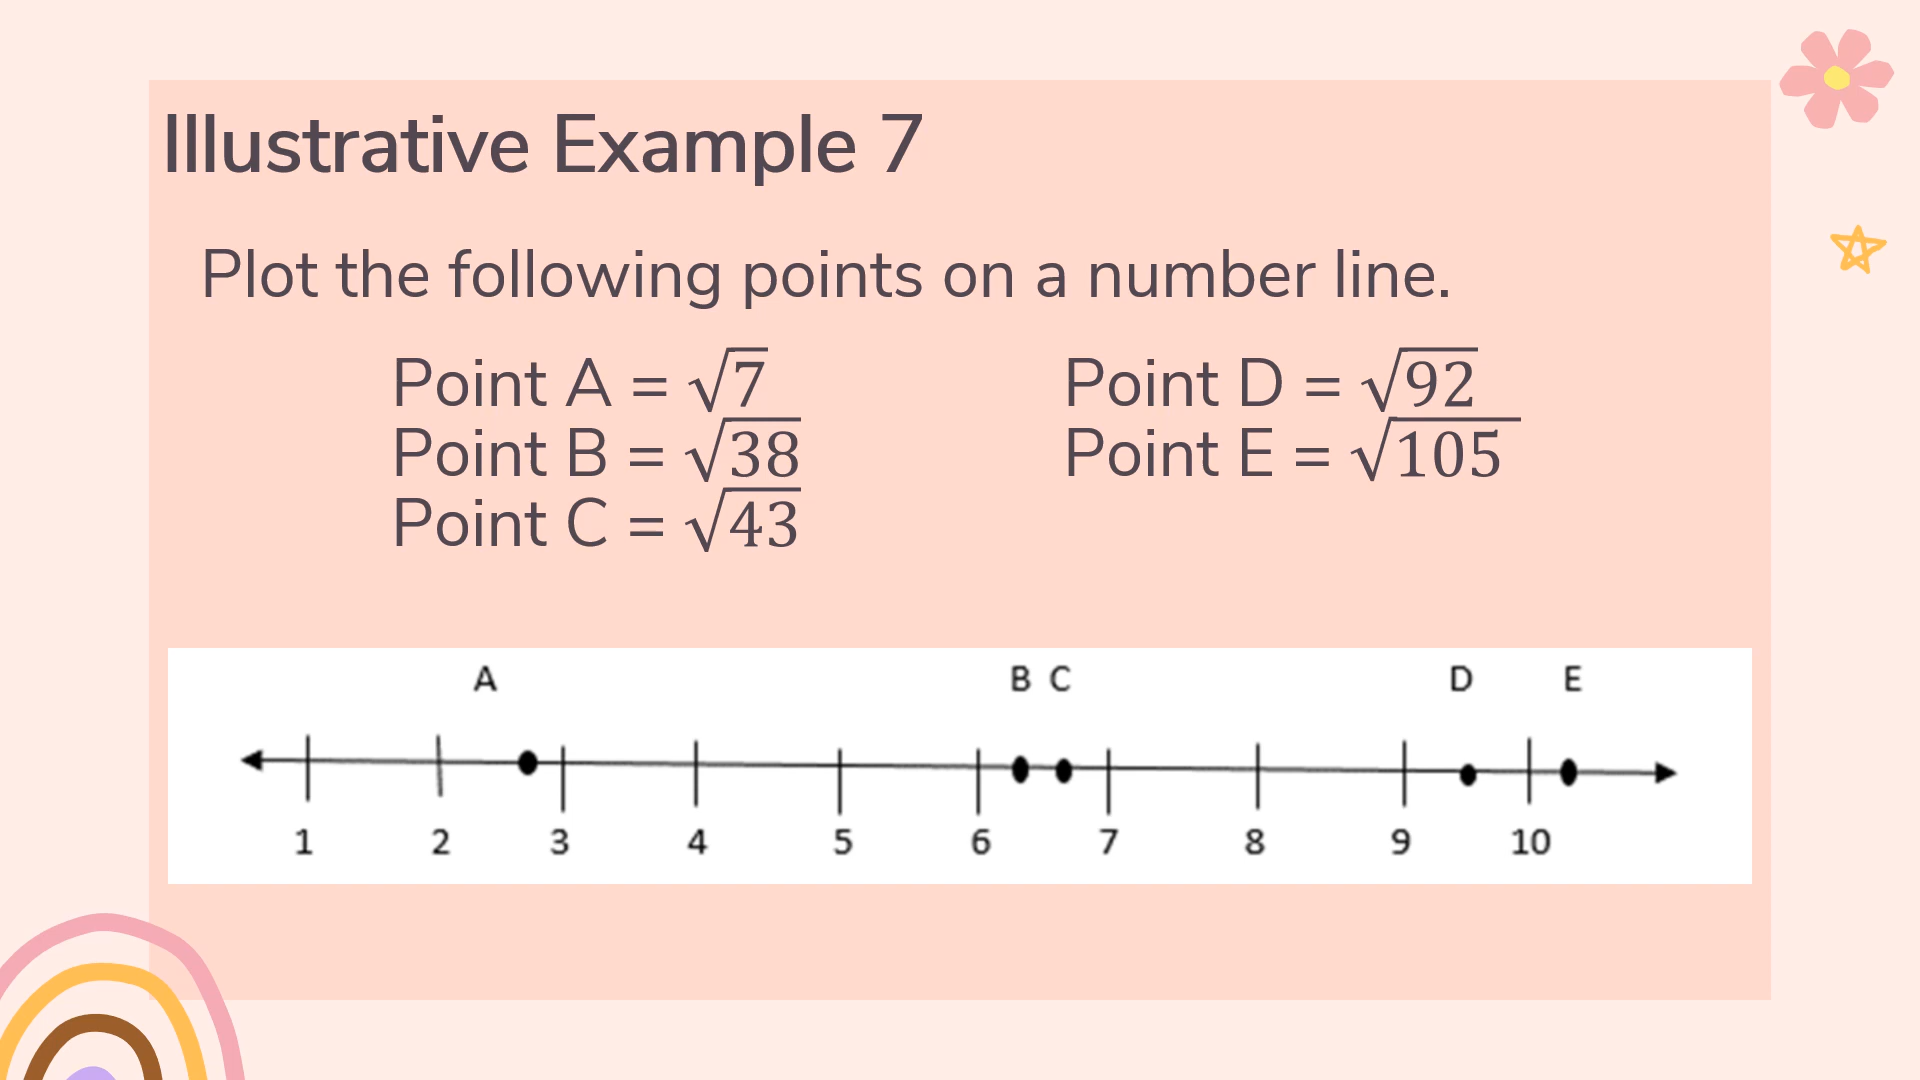 Illustrative Example 7
Plot the following points on a number line.
Point A = √7
Point B = √38
Point C = √43
Point D = √92
Point E = √105
A B C D E
1 2 3 4 5 6 7 8 9 10